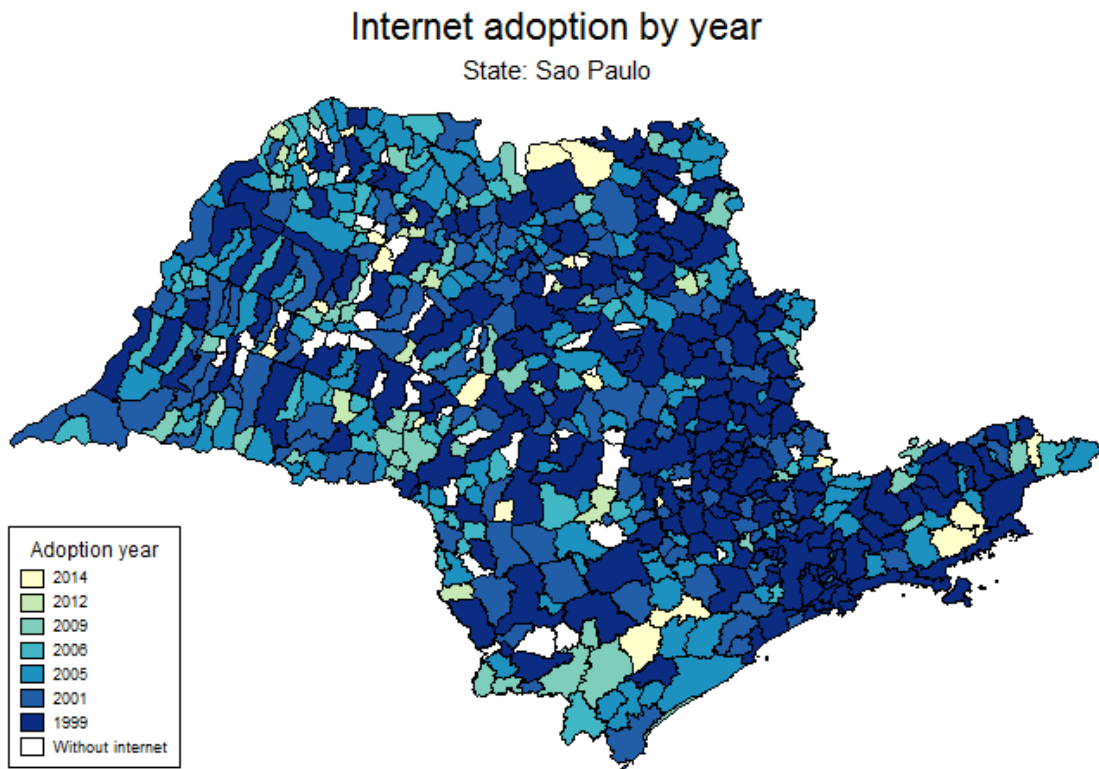 Internet adoption by year
State: Sao Paulo
Adoption year
2014
2012
2009
2006
2005
2001
1999
Without internet